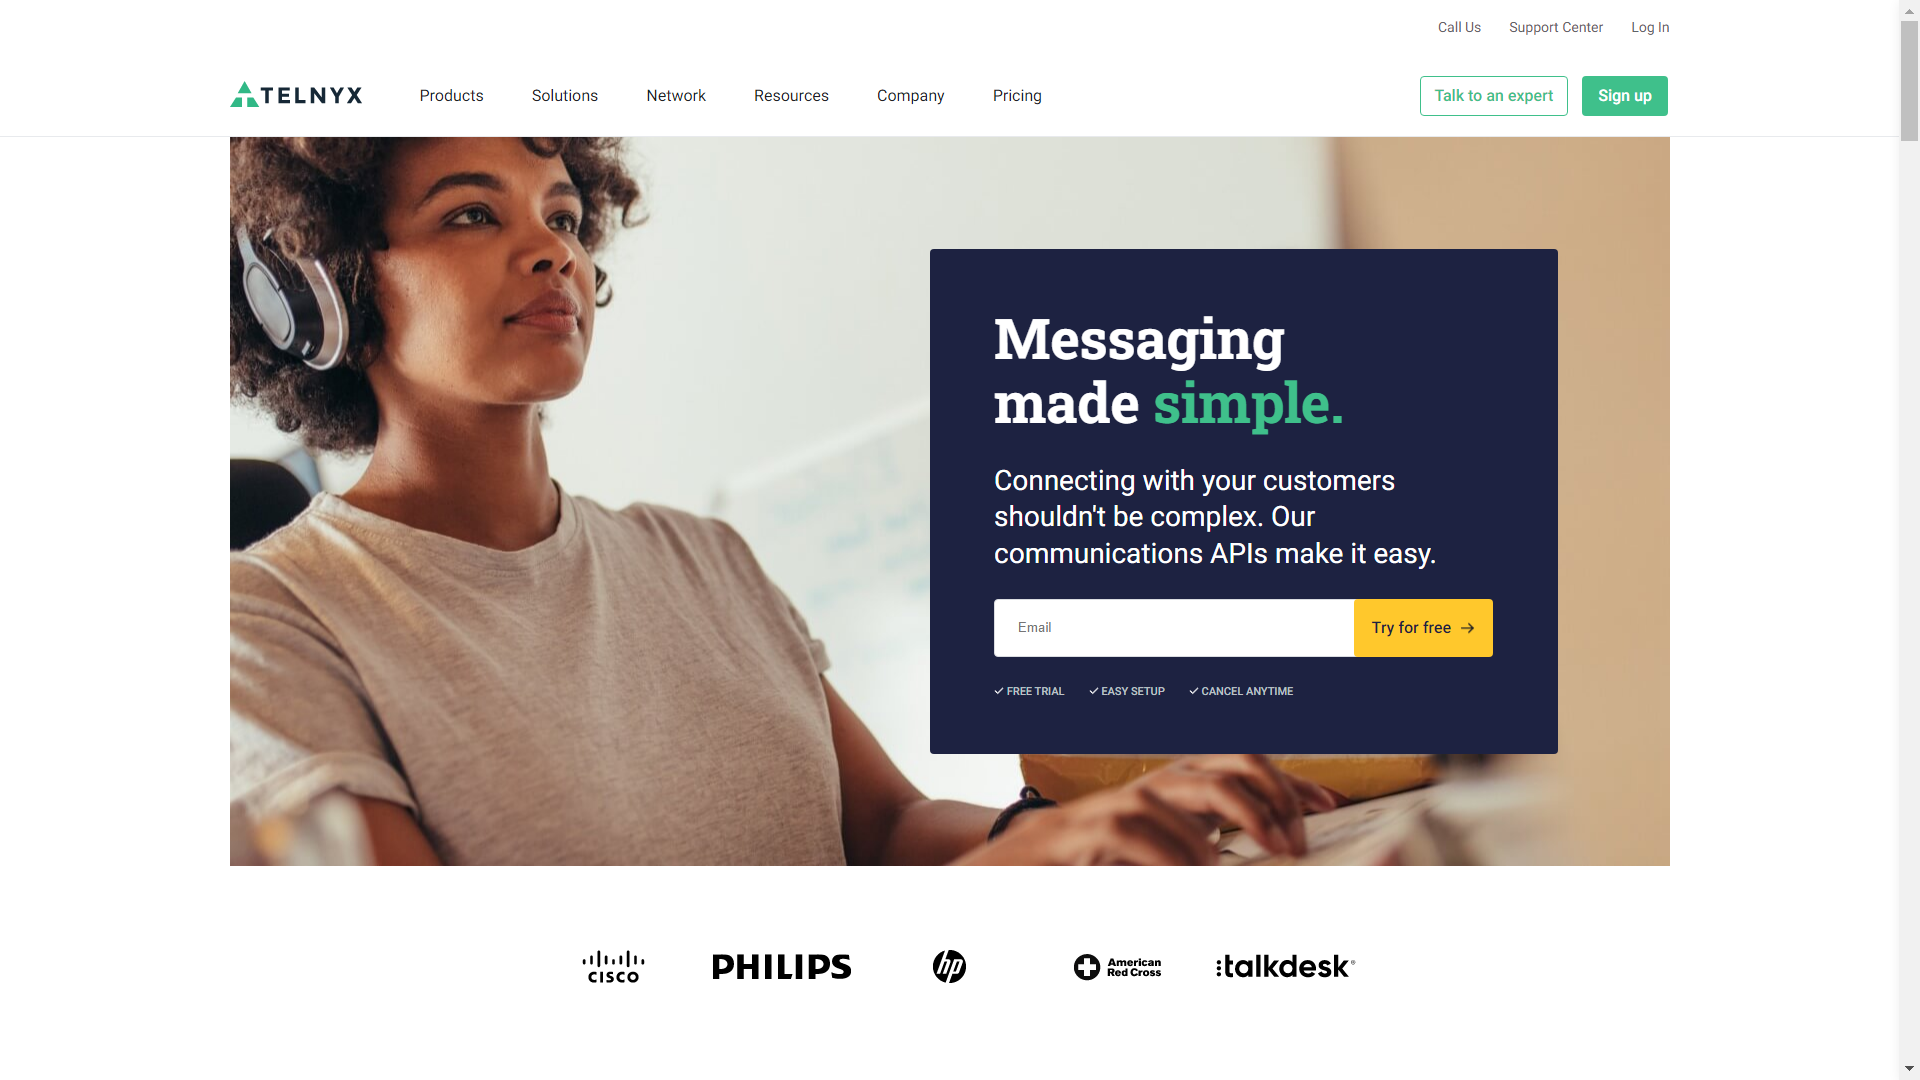 Call Us Support Center Log In
TELNYX Products Solutions Network Resources Company Pricing Talk to an expert Sign up
Messaging
made simple.
Connecting with your customers
shouldn't be complex. Our
communications APIs make it easy.
Email Try for free →
✓ FREE TRIAL ✓ EASY SETUP ✓ CANCEL ANYTIME
CISCO PHILIPS hp American Red Cross :talkdesk®